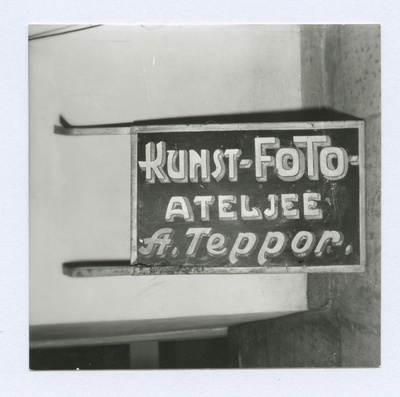 KUNST-FOTO-
ATELJEE
A. Teppor.